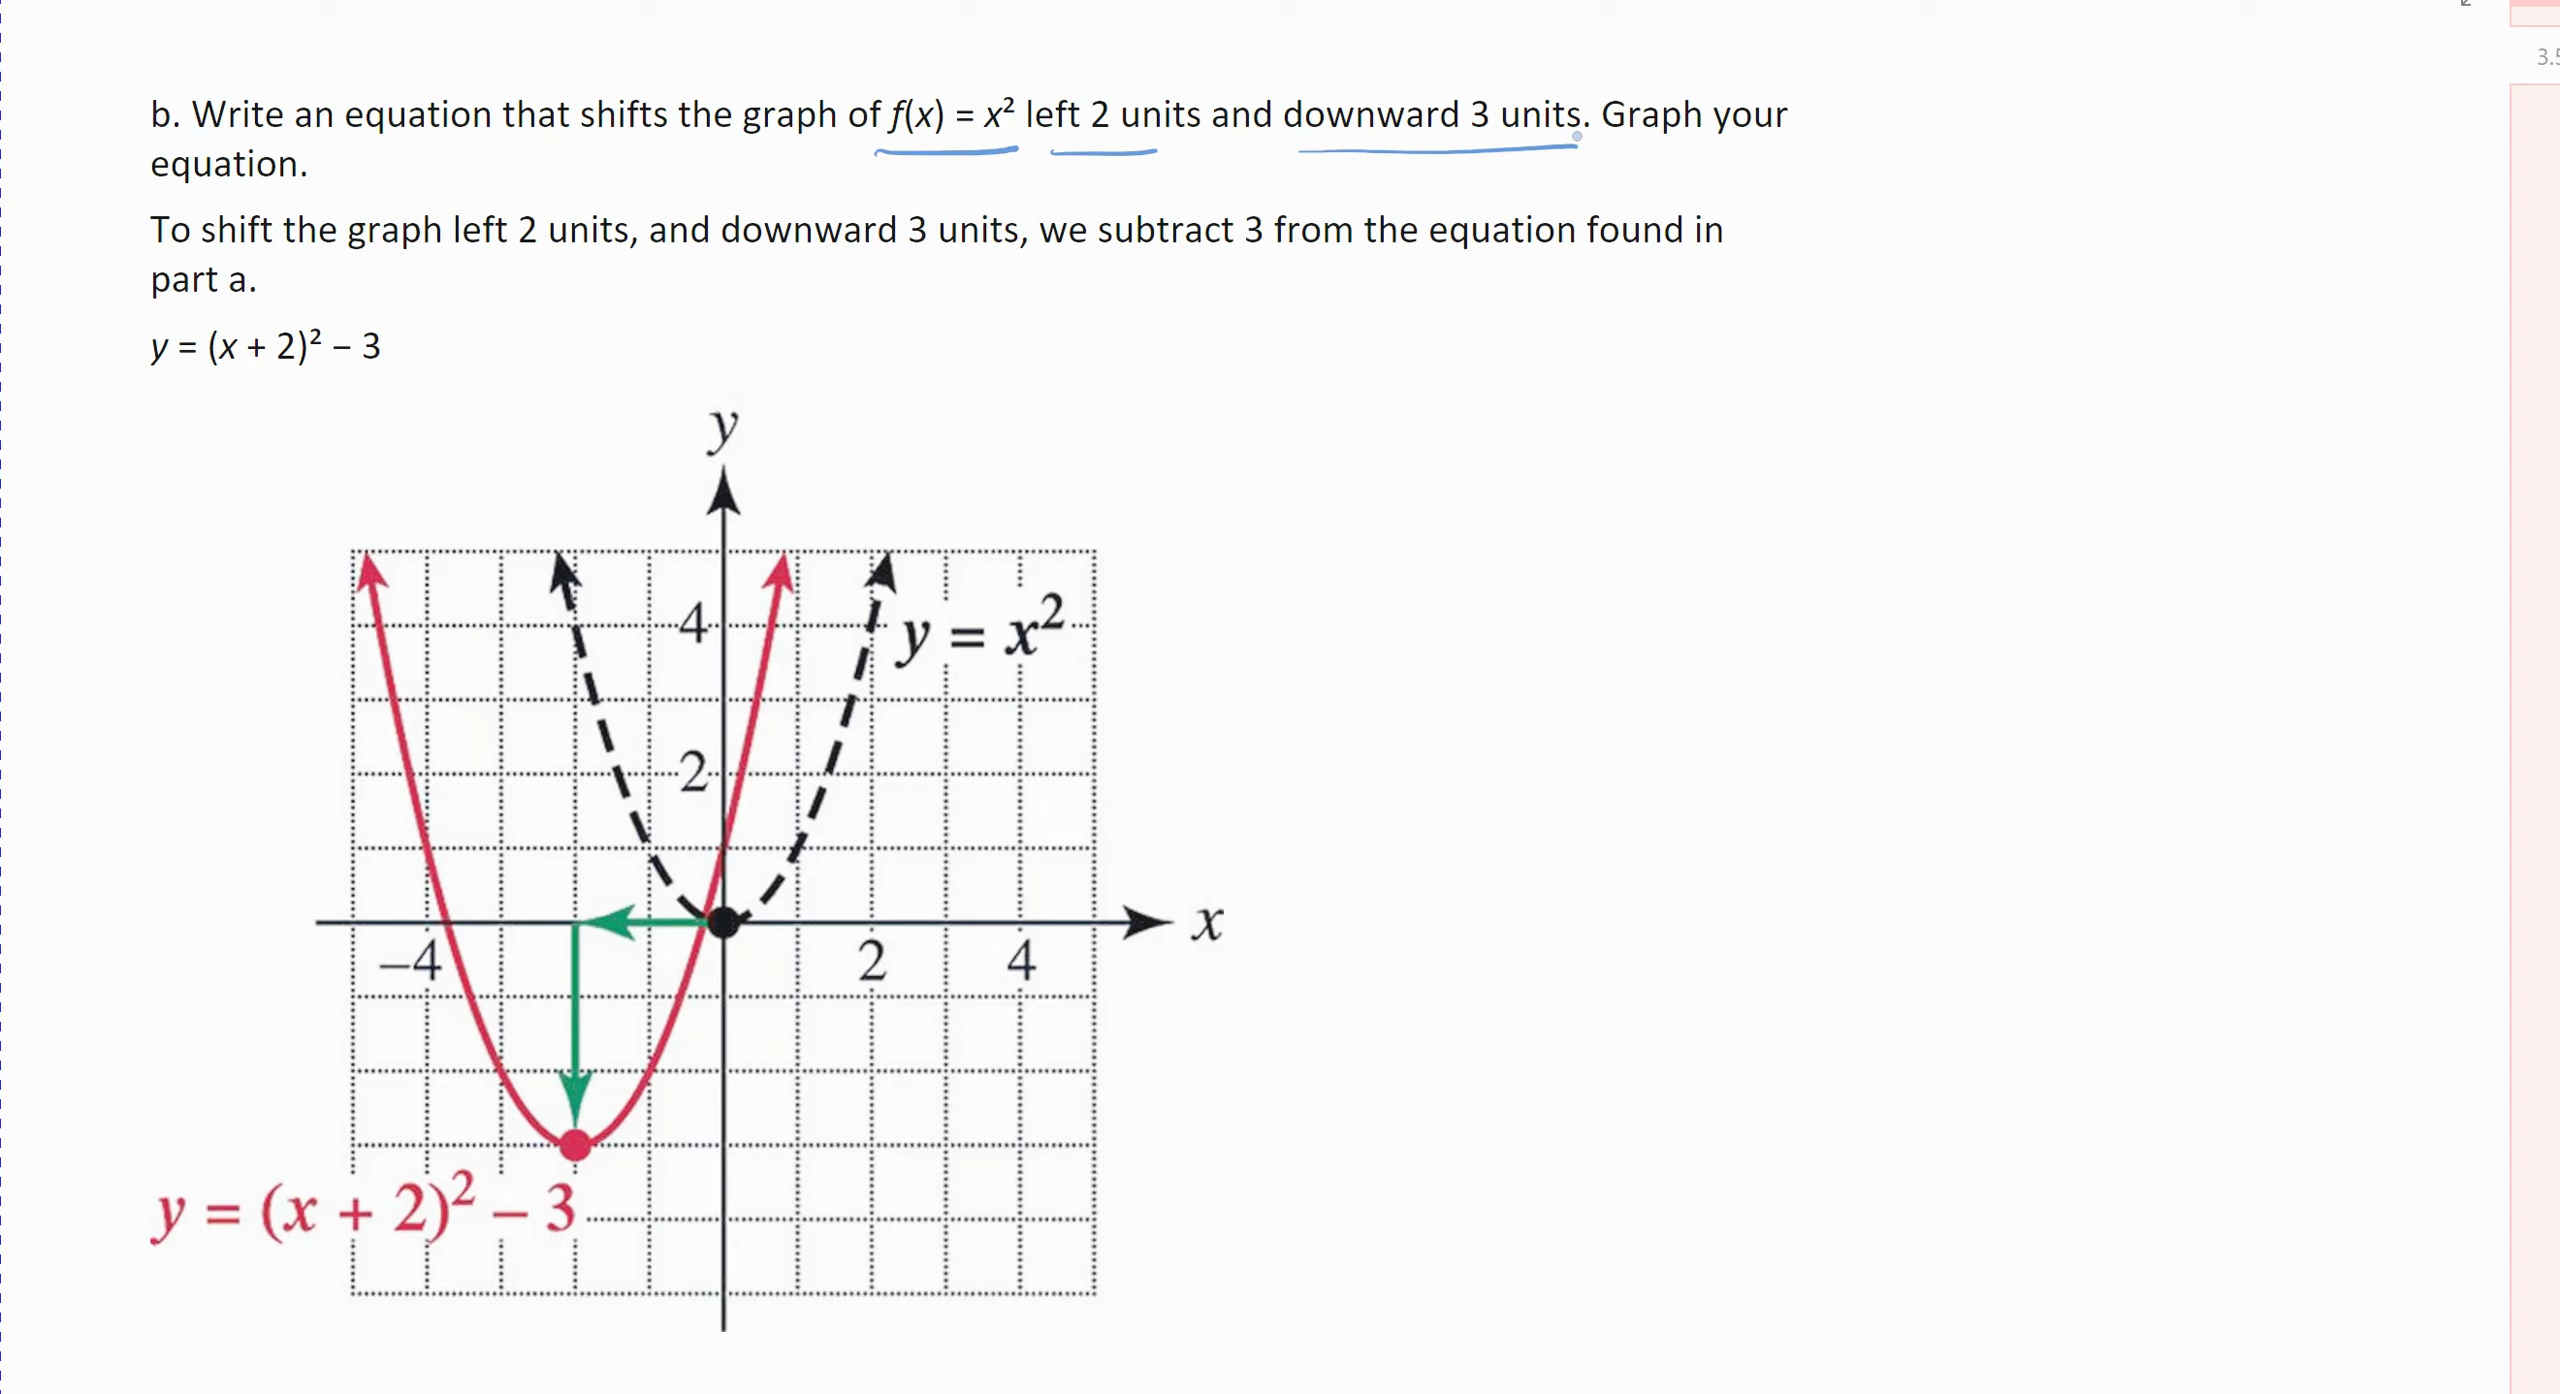 3.5
b. Write an equation that shifts the graph of f(x) = x² left 2 units and downward 3 units. Graph your
equation.
To shift the graph left 2 units, and downward 3 units, we subtract 3 from the equation found in
part a.
y = (x + 2)² − 3
y
4
y = x²
2
x
−4 2 4
y = (x + 2)² − 3